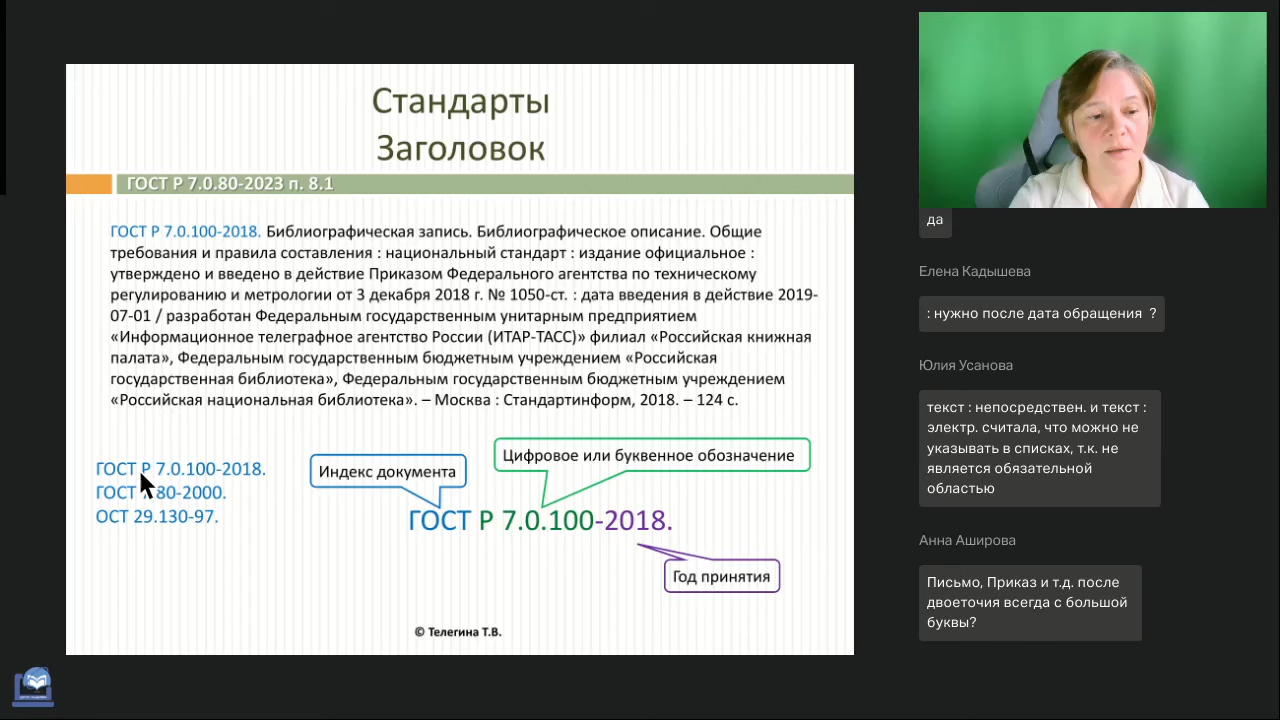 Стандарты
Заголовок
ГОСТ Р 7.0.80-2023 п. 8.1
ГОСТ Р 7.0.100-2018. Библиографическая запись. Библиографическое описание. Общие
требования и правила составления : национальный стандарт : издание официальное :
утверждено и введено в действие Приказом Федерального агентства по техническому
регулированию и метрологии от 3 декабря 2018 г. № 1050-ст. : дата введения в действие 2019-
07-01 / разработан Федеральным государственным унитарным предприятием
«Информационное телеграфное агентство России (ИТАР-ТАСС)» филиал «Российская книжная
палата», Федеральным государственным бюджетным учреждением «Российская
государственная библиотека», Федеральным государственным бюджетным учреждением
«Российская национальная библиотека». – Москва : Стандартинформ, 2018. – 124 с.
ГОСТ Р 7.0.100-2018.
ГОСТ 80-2000.
ОСТ 29.130-97.
Индекс документа
Цифровое или буквенное обозначение
ГОСТ Р 7.0.100-2018.
Год принятия
© Телегина Т.В.
да
Елена Кадышева
: нужно после дата обращения ?
Юлия Усанова
текст : непосредствен. и текст :
электр. считала, что можно не
указывать в списках, т.к. не
является обязательной
областью
Анна Аширова
Письмо, Приказ и т.д. после
двоеточия всегда с большой
буквы?